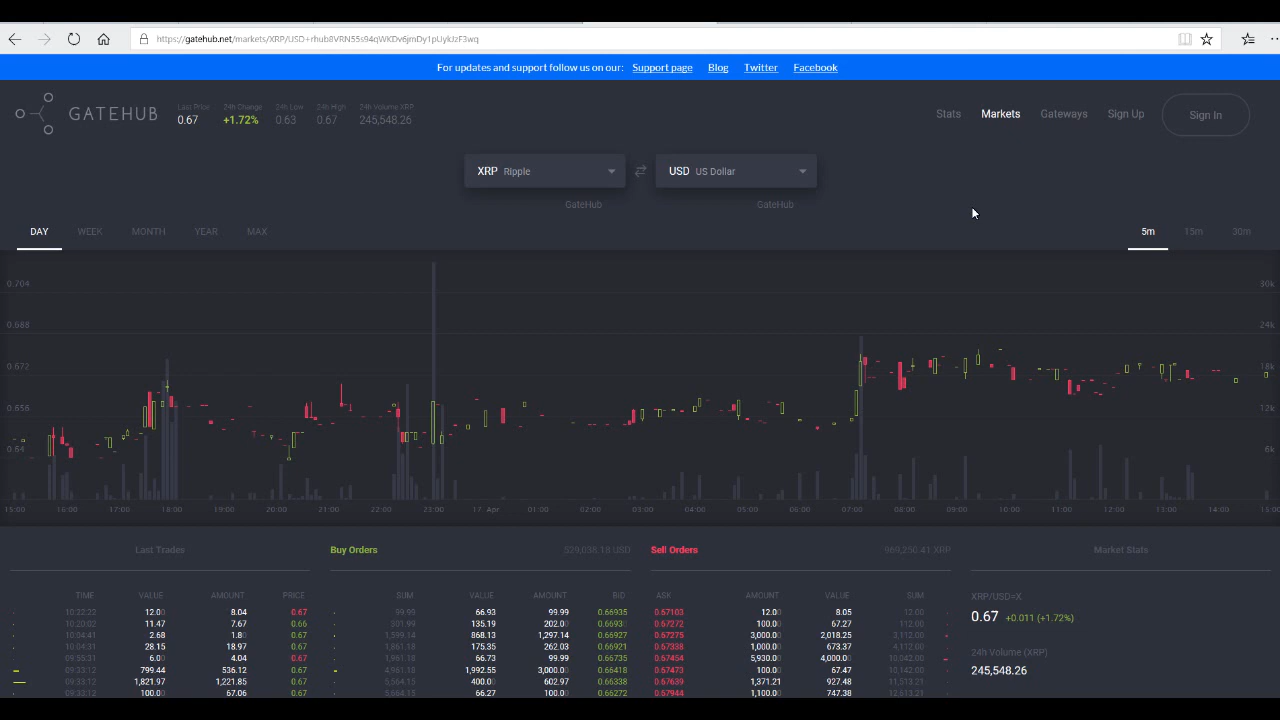 https://gatehub.net/markets/XRP/USD+rhub8VRN55s94qWKDv6jmDy1pUykJzF3wq
For updates and support follow us on our: Support page Blog Twitter Facebook
GATEHUB
Last Price 24h Change 24h Low 24h High 24h Volume XRP
0.67 +1.72% 0.63 0.67 245,548.26
Stats Markets Gateways Sign Up Sign In
XRP Ripple USD US Dollar
GateHub GateHub
DAY WEEK MONTH YEAR MAX 5m 15m 30m
0.704 30k
0.688 24k
0.672 18k
0.656 12k
0.64 6k
15:00 16:00 17:00 18:00 19:00 20:00 21:00 22:00 23:00 17. Apr 01:00 02:00 03:00 04:00 05:00 06:00 07:00 08:00 09:00 10:00 11:00 12:00 13:00 14:00 15:00
Last Trades Buy Orders 529,038.18 USD Sell Orders 969,250.41 XRP Market Stats
TIME VALUE AMOUNT PRICE SUM VALUE AMOUNT BID ASK AMOUNT VALUE SUM
XRP/USD=X
10:32:22 12.00 8.04 0.67 99.99 66.93 99.99 0.66935 0.67103 12.00 8.05 12.00
0.67 +0.011 (+1.72%)
10:20:02 11.47 7.67 0.66 301.99 135.19 202.00 0.6693 0.67272 100.00 67.27 112.00
10:04:41 2.68 1.80 0.67 1,599.14 868.13 1,297.14 0.66927 0.67275 3,000.00 2,018.25 3,112.00
10:04:31 28.15 18.97 0.67 1,861.18 175.35 262.03 0.66921 0.67338 1,000.00 673.37 4,112.00
24h Volume (XRP)
09:55:31 6.00 4.04 0.67 1,961.18 66.73 99.99 0.66735 0.67454 5,930.00 4,000.00 10,042.00
09:33:12 799.44 536.12 0.67 4,961.18 1,992.55 3,000.00 0.66418 0.67473 100.00 67.47 10,142.00
245,548.26
09:33:12 1,821.97 1,221.85 0.67 5,564.15 400.00 602.97 0.66338 0.67639 1,371.21 927.48 11,513.21
09:33:12 100.00 67.06 0.67 5,664.15 66.27 100.00 0.66272 0.67944 1,100.00 747.38 12,613.21